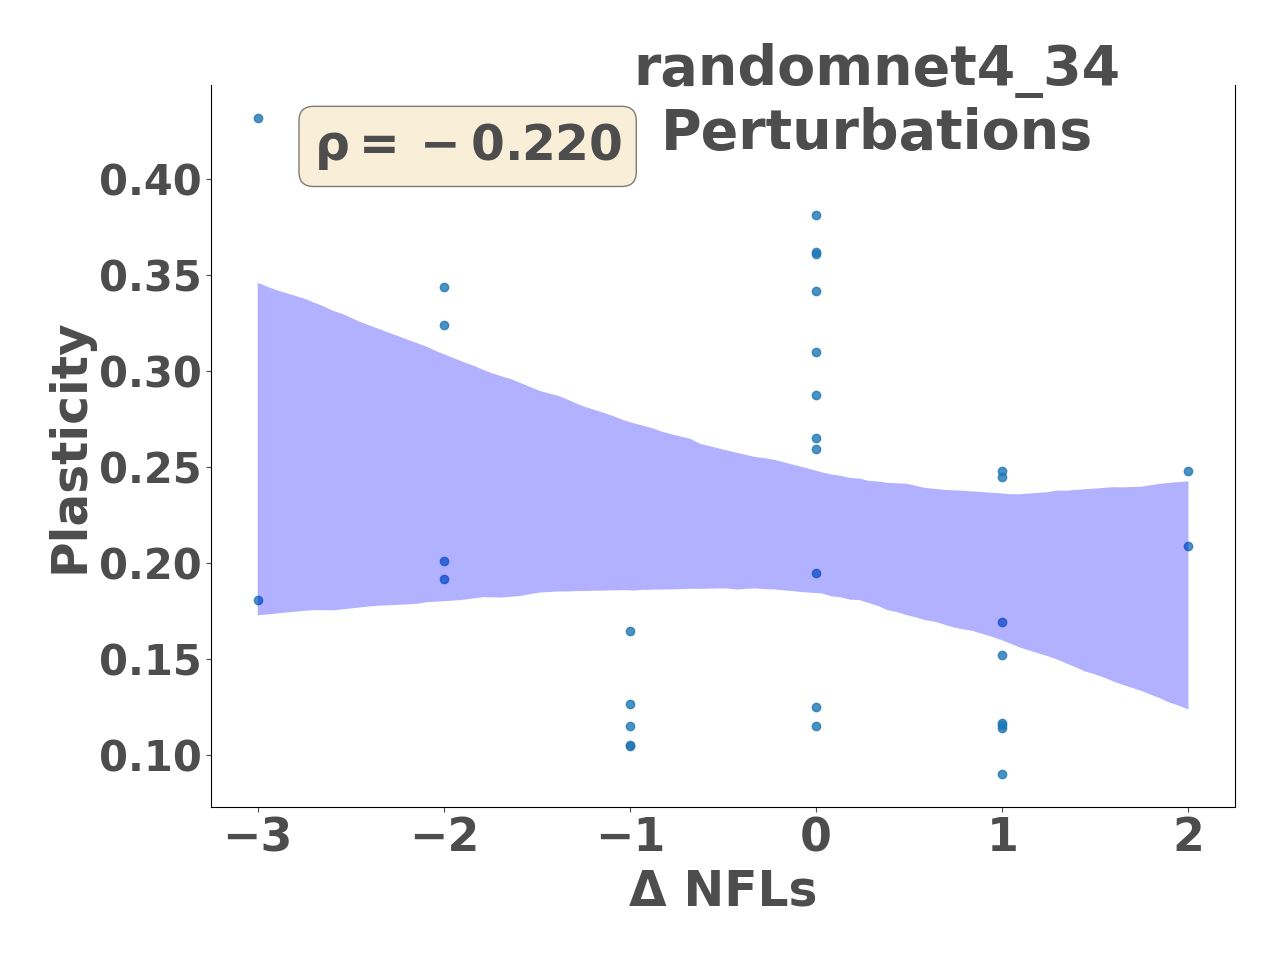 randomnet4_34
Perturbations
ρ = − 0.220
Plasticity
0.40
0.35
0.30
0.25
0.20
0.15
0.10
−3 −2 −1 0 1 2
Δ NFLs